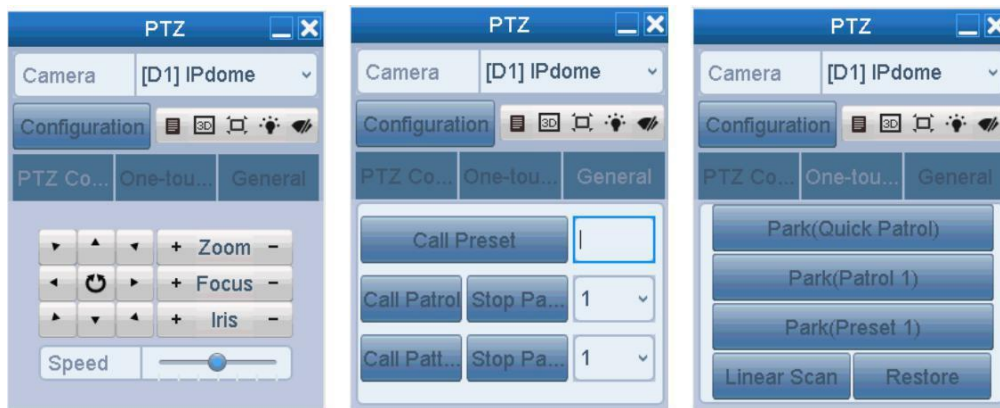 PTZ
Camera [D1] IPdome
Configuration 3D
PTZ Co... One-tou... General
+ Zoom -
+ Focus -
+ Iris -
Speed
PTZ
Camera [D1] IPdome
Configuration 3D
PTZ Co... One-tou... General
Call Preset
Call Patrol Stop Pa... 1
Call Patt... Stop Pa... 1
PTZ
Camera [D1] IPdome
Configuration 3D
PTZ Co... One-tou... General
Park(Quick Patrol)
Park(Patrol 1)
Park(Preset 1)
Linear Scan Restore